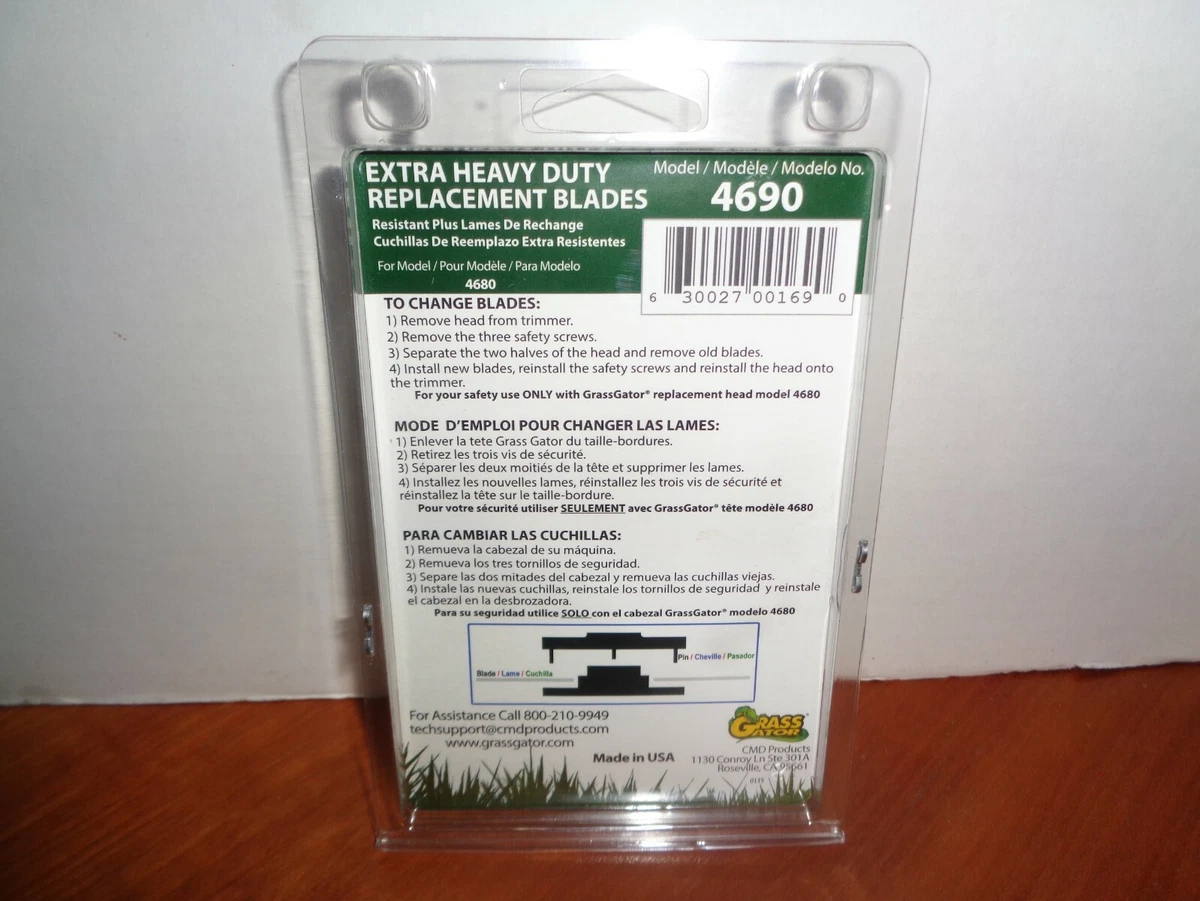 EXTRA HEAVY DUTY
REPLACEMENT BLADES
Resistant Plus Lames De Rechange
Cuchillas De Reemplazo Extra Resistentes
For Model / Pour Modèle / Para Modelo
4680
Model / Modèle / Modelo No.
4690
6 30027 00169 0
TO CHANGE BLADES:
1) Remove head from trimmer.
2) Remove the three safety screws.
3) Separate the two halves of the head and remove old blades.
4) Install new blades, reinstall the safety screws and reinstall the head onto
the trimmer.
For your safety use ONLY with GrassGator® replacement head model 4680
MODE D'EMPLOI POUR CHANGER LAS LAMES:
1) Enlever la tete Grass Gator du taille-bordures.
2) Retirez les trois vis de sécurité.
3) Séparer les deux moitiés de la tête et supprimer les lames.
4) Installez les nouvelles lames, réinstallez les trois vis de sécurité et
réinstallez la tête sur le taille-bordure.
Pour votre sécurité utiliser SEULEMENT avec GrassGator® tête modèle 4680
PARA CAMBIAR LAS CUCHILLAS:
1) Remueva la cabezal de su máquina.
2) Remueva los tres tornillos de seguridad.
3) Separe las dos mitades del cabezal y remueva las cuchillas viejas.
4) Instale las nuevas cuchillas, reinstale los tornillos de seguridad y reinstale
el cabezal en la desbrozadora.
Para su seguridad utilice SOLO con el cabezal GrassGator® modelo 4680
Pin / Cheville / Pasador
Blade / Lame / Cuchilla
For Assistance Call 800-210-9949
techsupport@cmdproducts.com
www.grassgator.com
Made in USA
GRASS
GATOR
CMD Products
1130 Conroy Ln Ste 301A
Roseville, CA 95661
0115